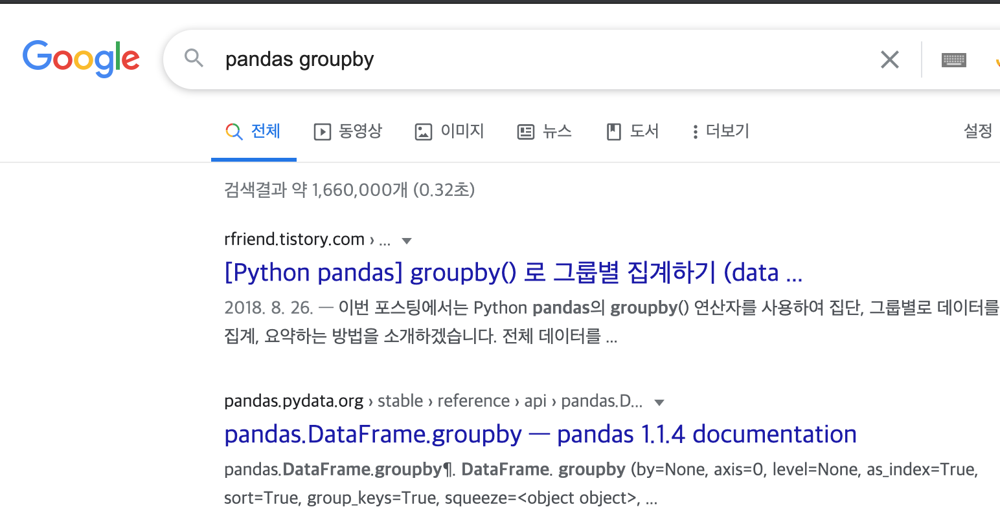 Google
pandas groupby
전체 동영상 이미지 뉴스 도서 더보기 설정
검색결과 약 1,660,000개 (0.32초)
rfriend.tistory.com › ...
[Python pandas] groupby() 로 그룹별 집계하기 (data ...
2018. 8. 26. — 이번 포스팅에서는 Python pandas의 groupby() 연산자를 사용하여 집단, 그룹별로 데이터를
집계, 요약하는 방법을 소개하겠습니다. 전체 데이터를 ...
pandas.pydata.org › stable › reference › api › pandas.D...
pandas.DataFrame.groupby — pandas 1.1.4 documentation
pandas.DataFrame.groupby¶. DataFrame. groupby (by=None, axis=0, level=None, as_index=True,
sort=True, group_keys=True, squeeze=<object object>, ...